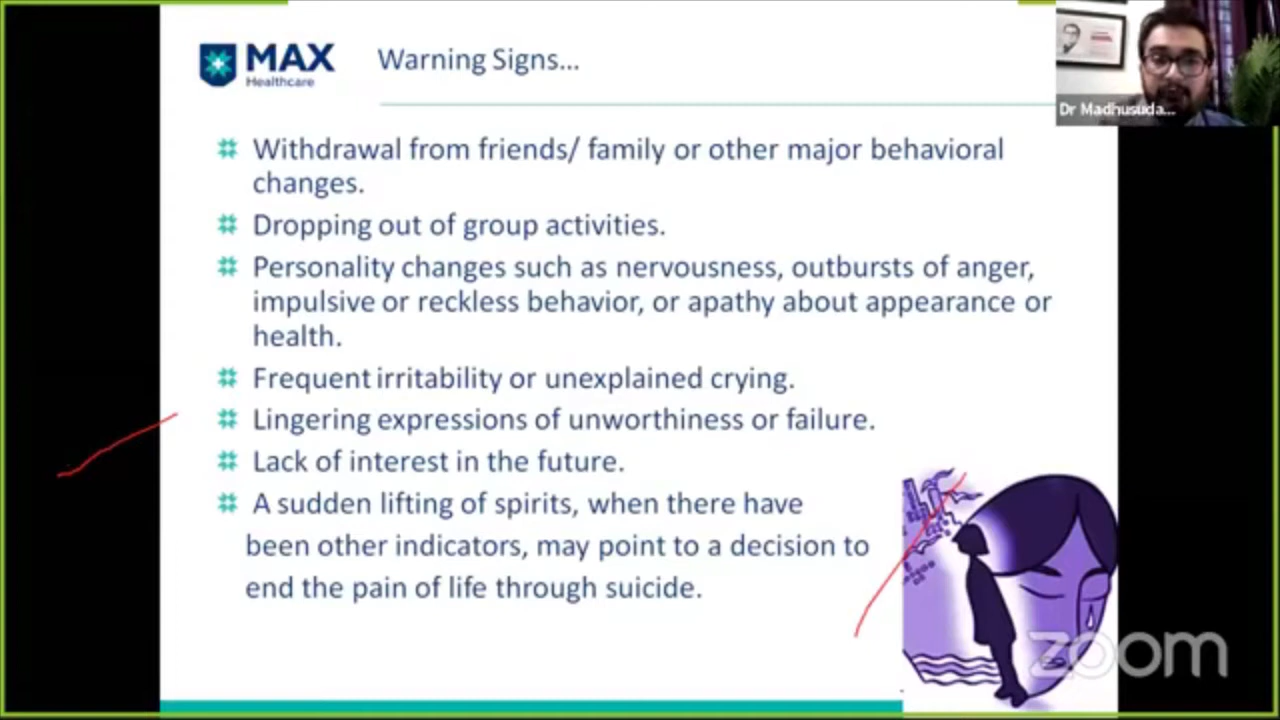 MAX
Healthcare
Warning Signs...
Dr Madhusuda...
Withdrawal from friends/ family or other major behavioral
changes.
Dropping out of group activities.
Personality changes such as nervousness, outbursts of anger,
impulsive or reckless behavior, or apathy about appearance or
health.
Frequent irritability or unexplained crying.
Lingering expressions of unworthiness or failure.
Lack of interest in the future.
A sudden lifting of spirits, when there have
been other indicators, may point to a decision to
end the pain of life through suicide.
zoom